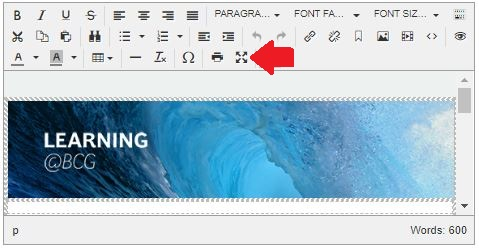 B I U S PARAGRA... FONT FA... FONT SIZ...
A A Ω
LEARNING
@BCG
p Words: 600